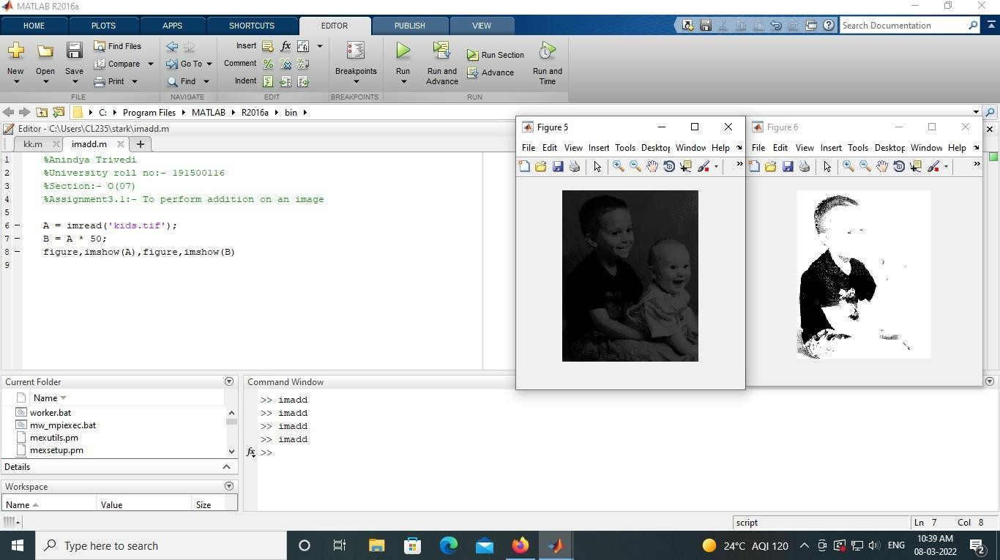 MATLAB R2016a
HOME PLOTS APPS SHORTCUTS EDITOR PUBLISH VIEW Search Documentation
New Open Save Find Files Compare Print Go To Find Insert fx Comment Indent Breakpoints Run Run and Advance Run Section Advance Run and Time
FILE NAVIGATE EDIT BREAKPOINTS RUN
C: Program Files MATLAB R2016a bin
Editor - C:\Users\CL235\stark\imadd.m
kk.m imadd.m
1 %Anindya Trivedi
2 %University roll no:- 191500116
3 %Section:- O(07)
4 %Assignment3.1:- To perform addition on an image
5
6 A = imread('kids.tif');
7 B = A * 50;
8 figure,imshow(A),figure,imshow(B)
9
Figure 5
File Edit View Insert Tools Desktop Window Help
Figure 6
File Edit View Insert Tools Desktop Window Help
Current Folder
Name
worker.bat
mw_mpiexec.bat
mexutils.pm
mexsetup.pm
Details
Workspace
Name Value Size
Command Window
>> imadd
>> imadd
>> imadd
>> imadd
fx >>
script Ln 7 Col 8
Type here to search
24°C AQI 120 ENG 10:39 AM
08-03-2022 2